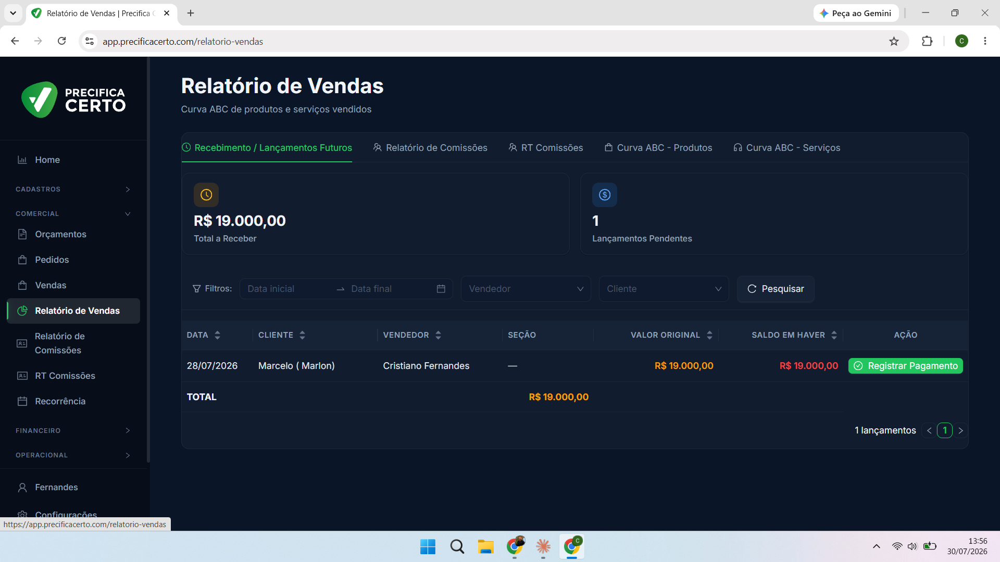 Relatório de Vendas | Precifica C
Peça ao Gemini
app.precificacerto.com/relatorio-vendas
C
PRECIFICA
CERTO
Home
CADASTROS
COMERCIAL
Orçamentos
Pedidos
Vendas
Relatório de Vendas
Relatório de
Comissões
RT Comissões
Recorrência
FINANCEIRO
OPERACIONAL
Fernandes
Configurações
https://app.precificacerto.com/relatorio-vendas
Relatório de Vendas
Curva ABC de produtos e serviços vendidos
Recebimento / Lançamentos Futuros
Relatório de Comissões
RT Comissões
Curva ABC - Produtos
Curva ABC - Serviços
R$ 19.000,00
Total a Receber
$
1
Lançamentos Pendentes
Filtros:
Data inicial
Data final
Vendedor
Cliente
Pesquisar
DATA CLIENTE VENDEDOR SEÇÃO VALOR ORIGINAL SALDO EM HAVER AÇÃO
28/07/2026 Marcelo ( Marlon) Cristiano Fernandes — R$ 19.000,00 R$ 19.000,00 Registrar Pagamento
TOTAL R$ 19.000,00
1 lançamentos
1
C
13:56
30/07/2026